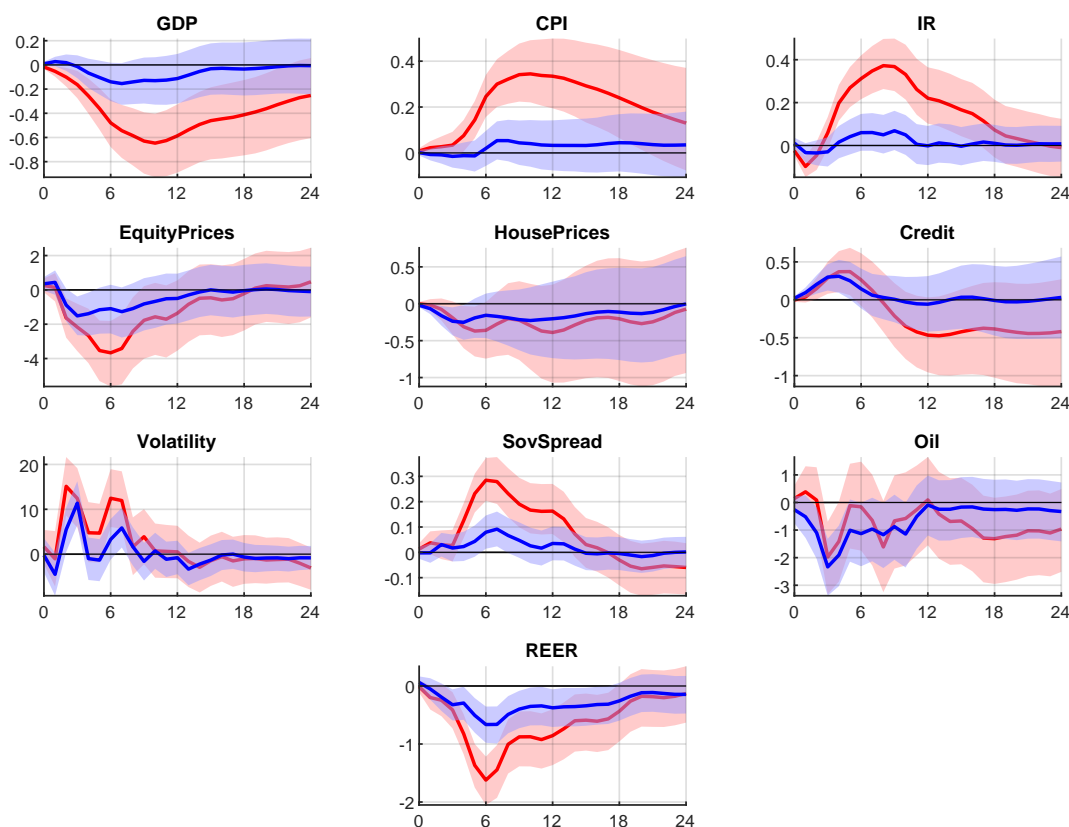 GDP CPI IR
0.2 0 -0.2 -0.4 -0.6 -0.8
0.4 0.2 0
0.4 0.2 0
0 6 12 18 24 0 6 12 18 24 0 6 12 18 24
EquityPrices HousePrices Credit
2 0 -2 -4
0.5 0 -0.5 -1
0.5 0 -0.5 -1
0 6 12 18 24 0 6 12 18 24 0 6 12 18 24
Volatility SovSpread Oil
20 10 0
0.3 0.2 0.1 0 -0.1
1 0 -1 -2 -3
0 6 12 18 24 0 6 12 18 24 0 6 12 18 24
REER
0 -1 -2
0 6 12 18 24